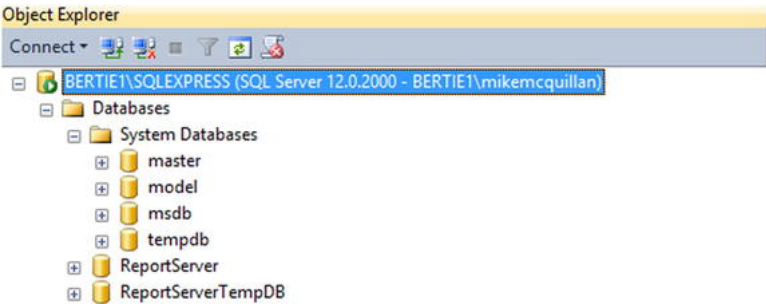 Object Explorer
Connect
BERTIE1\SQLEXPRESS (SQL Server 12.0.2000 - BERTIE1\mikemcquillan)
Databases
System Databases
master
model
msdb
tempdb
ReportServer
ReportServerTempDB